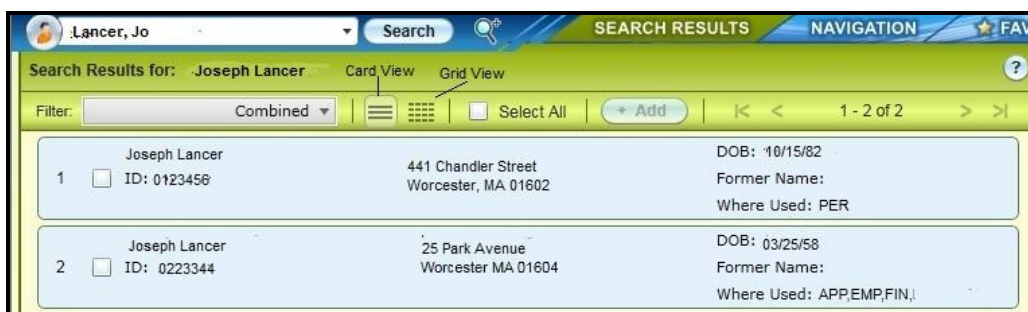 Lancer, Jo Search SEARCH RESULTS NAVIGATION FAV
Search Results for: Joseph Lancer Card View Grid View ?
Filter: Combined Select All + Add 1 - 2 of 2
Joseph Lancer
1 ID: 0123456
441 Chandler Street
Worcester, MA 01602
DOB: 10/15/82
Former Name:
Where Used: PER
Joseph Lancer
2 ID: 0223344
25 Park Avenue
Worcester MA 01604
DOB: 03/25/58
Former Name:
Where Used: APP,EMP,FIN,